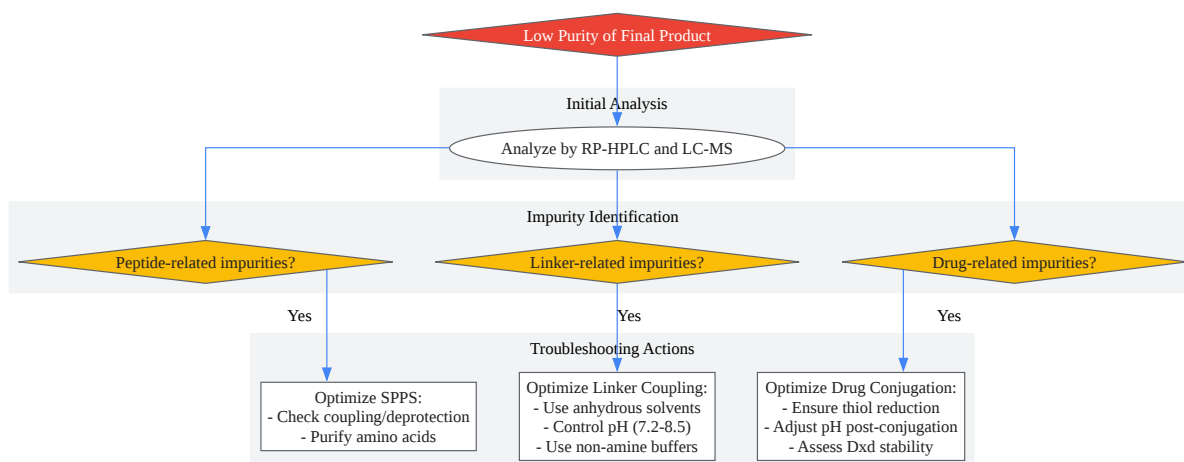 Low Purity of Final Product
Initial Analysis
Analyze by RP-HPLC and LC-MS
Impurity Identification
Peptide-related impurities?
Linker-related impurities?
Drug-related impurities?
Yes
Yes
Yes
Troubleshooting Actions
Optimize SPPS:
- Check coupling/deprotection
- Purify amino acids
Optimize Linker Coupling:
- Use anhydrous solvents
- Control pH (7.2-8.5)
- Use non-amine buffers
Optimize Drug Conjugation:
- Ensure thiol reduction
- Adjust pH post-conjugation
- Assess Dxd stability